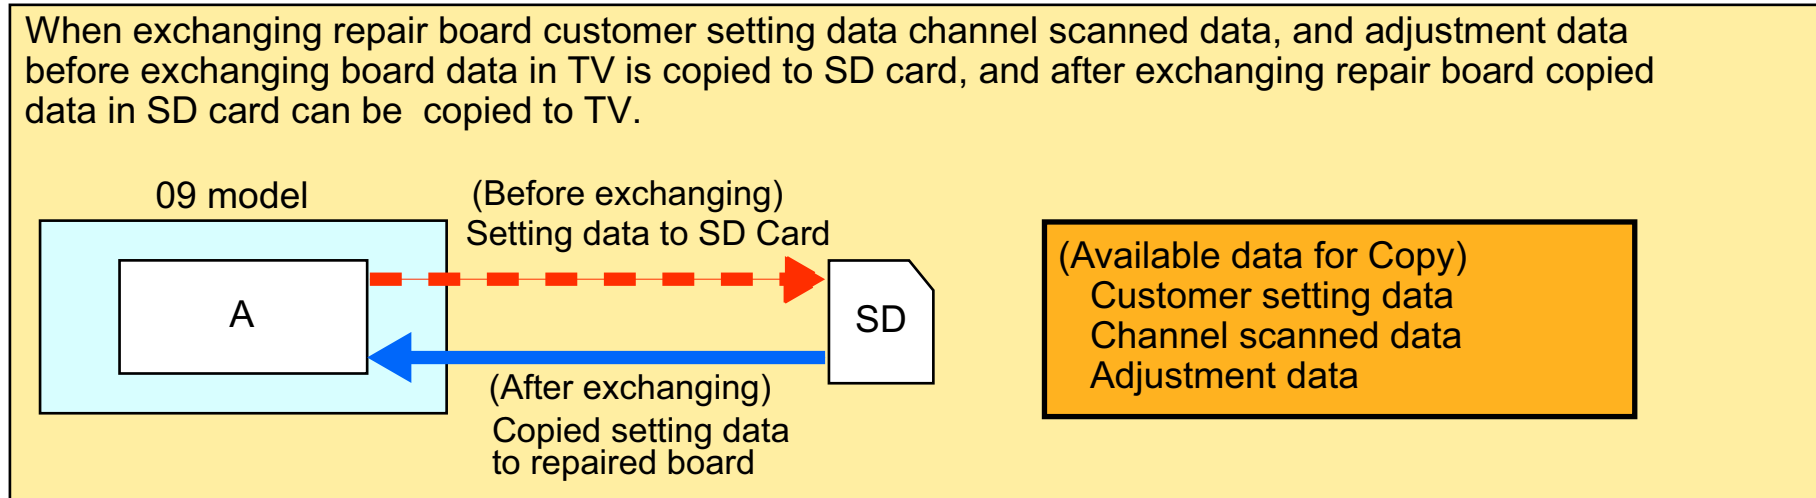 When exchanging repair board customer setting data channel scanned data, and adjustment data
before exchanging board data in TV is copied to SD card, and after exchanging repair board copied
data in SD card can be copied to TV.
09 model
(Before exchanging)
Setting data to SD Card
A
SD
(After exchanging)
Copied setting data
to repaired board
(Available data for Copy)
Customer setting data
Channel scanned data
Adjustment data